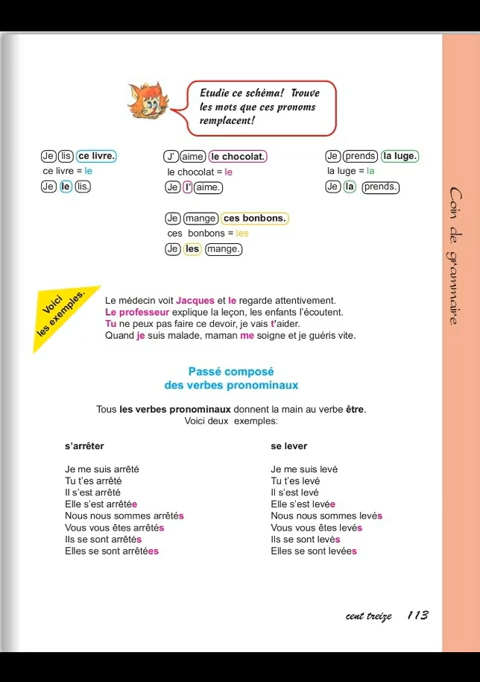 Etudie ce schéma! Trouve
les mots que ces pronoms
remplacent!
Je lis ce livre.
ce livre = le
Je le lis.
J' aime le chocolat.
le chocolat = le
Je l' aime.
Je prends la luge.
la luge = la
Je la prends.
Je mange ces bonbons.
ces bonbons = les
Je les mange.
Coin de grammaire
Voici
les exemples.
Le médecin voit Jacques et le regarde attentivement.
Le professeur explique la leçon, les enfants l'écoutent.
Tu ne peux pas faire ce devoir, je vais t'aider.
Quand je suis malade, maman me soigne et je guéris vite.
Passé composé
des verbes pronominaux
Tous les verbes pronominaux donnent la main au verbe être.
Voici deux exemples:
s'arrêter
Je me suis arrêté
Tu t'es arrêté
Il s'est arrêté
Elle s'est arrêtée
Nous nous sommes arrêtés
Vous vous êtes arrêtés
Ils se sont arrêtés
Elles se sont arrêtées
se lever
Je me suis levé
Tu t'es levé
Il s'est levé
Elle s'est levée
Nous nous sommes levés
Vous vous êtes levés
Ils se sont levés
Elles se sont levées
cent treize 113